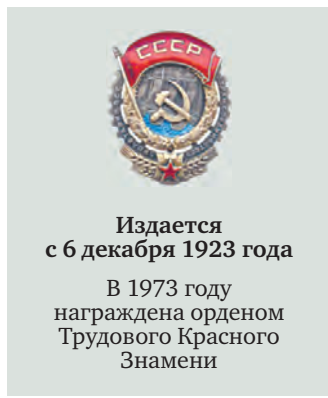 СССР
Издается
с 6 декабря 1923 года
В 1973 году
награждена орденом
Трудового Красного
Знамени